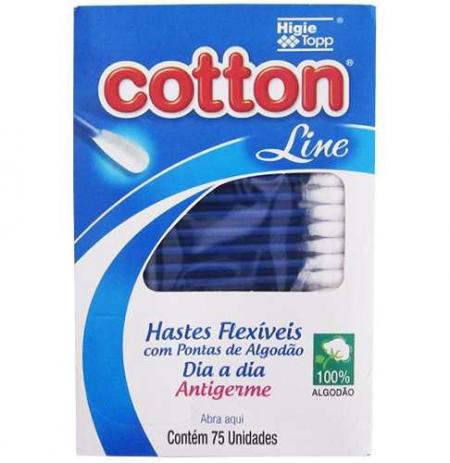 Higie
Topp
cotton®
Line
Hastes Flexíveis
com Pontas de Algodão
Dia a dia
Antigerme
100%
ALGODÃO
Abra aqui
Contém 75 Unidades